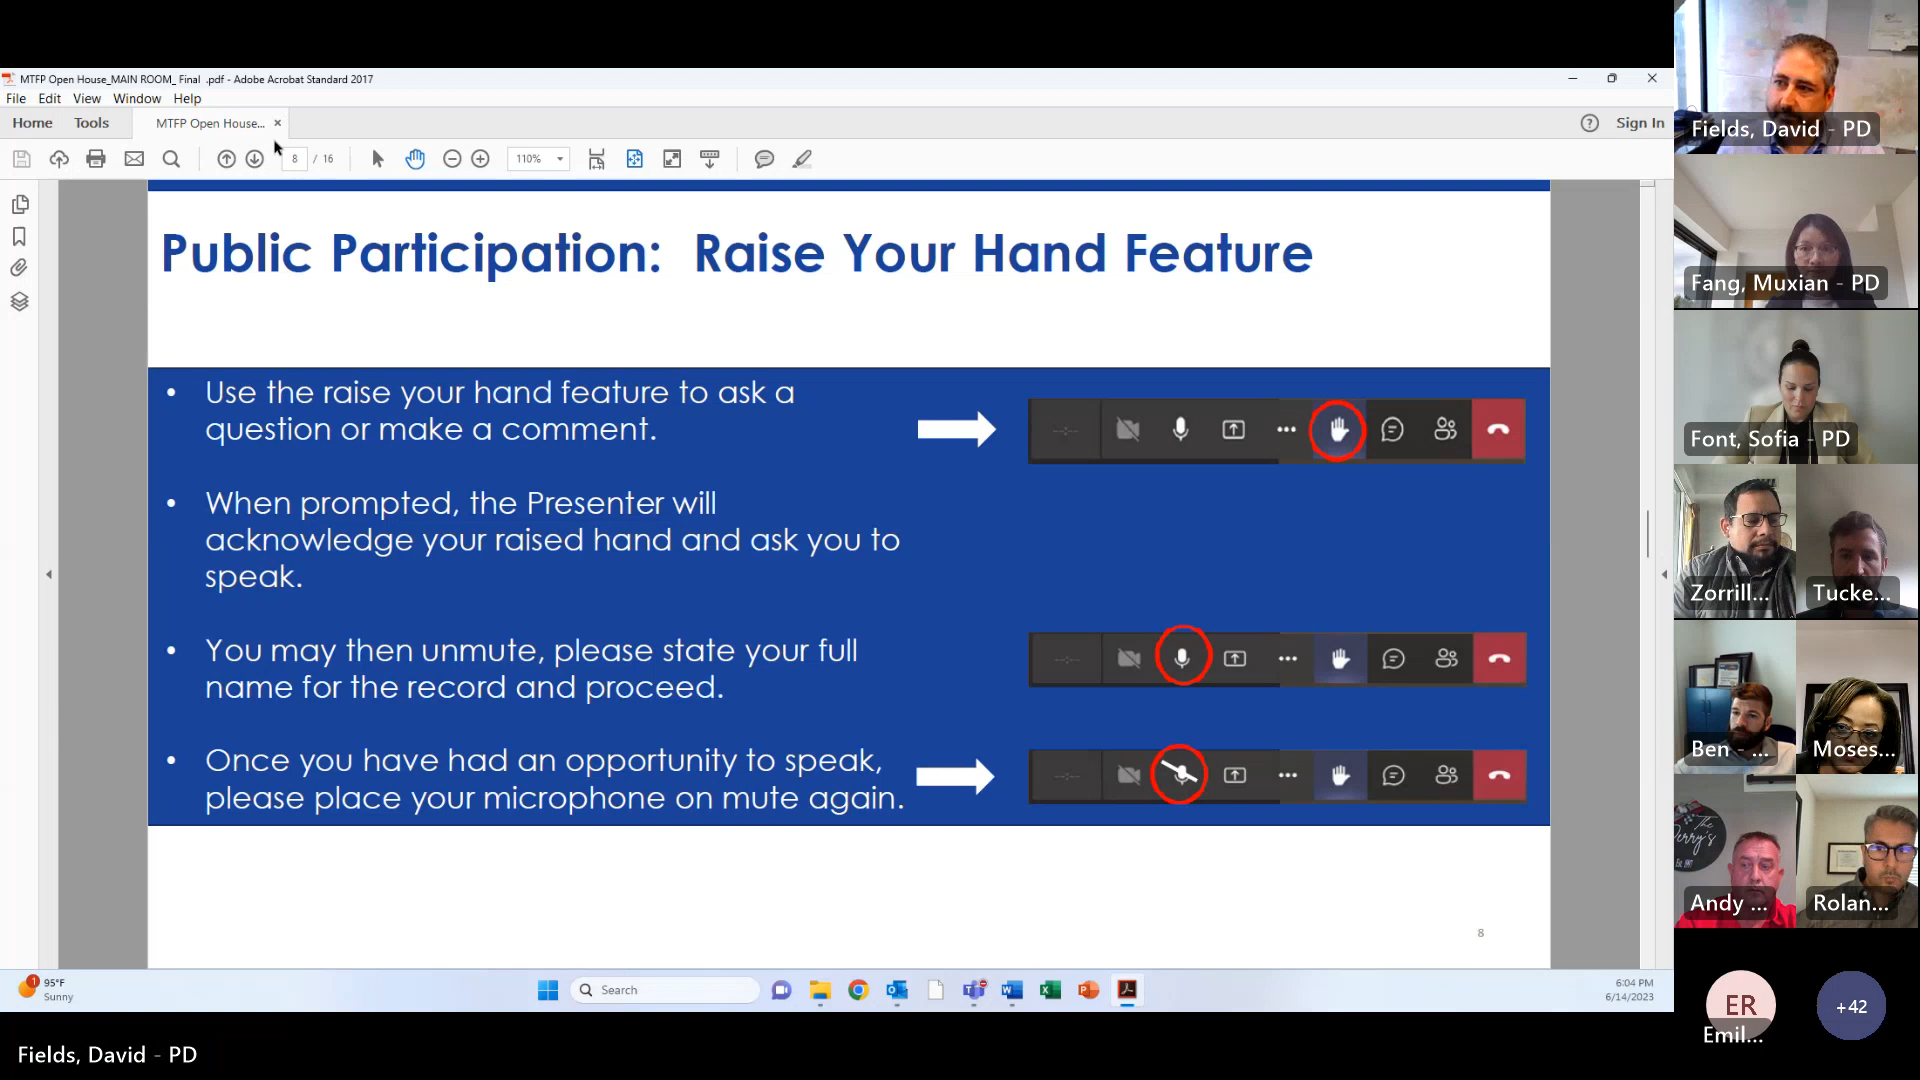 MTFP Open House_MAIN ROOM_ Final .pdf - Adobe Acrobat Standard 2017
File Edit View Window Help
Home Tools MTFP Open House... × ? Sign In
8 / 16 110%
Public Participation: Raise Your Hand Feature
• Use the raise your hand feature to ask a
question or make a comment.
• When prompted, the Presenter will
acknowledge your raised hand and ask you to
speak.
• You may then unmute, please state your full
name for the record and proceed.
• Once you have had an opportunity to speak,
please place your microphone on mute again.
8
1
95°F
Sunny
Search
6:04 PM
6/14/2023
Fields, David - PD
Fields, David - PD
Fang, Muxian - PD
Font, Sofia - PD
Zorrill...
Tucke...
Ben - ...
Moses...
The
Est. 1997
Andy ...
Rolan...
ER
Emil...
+42